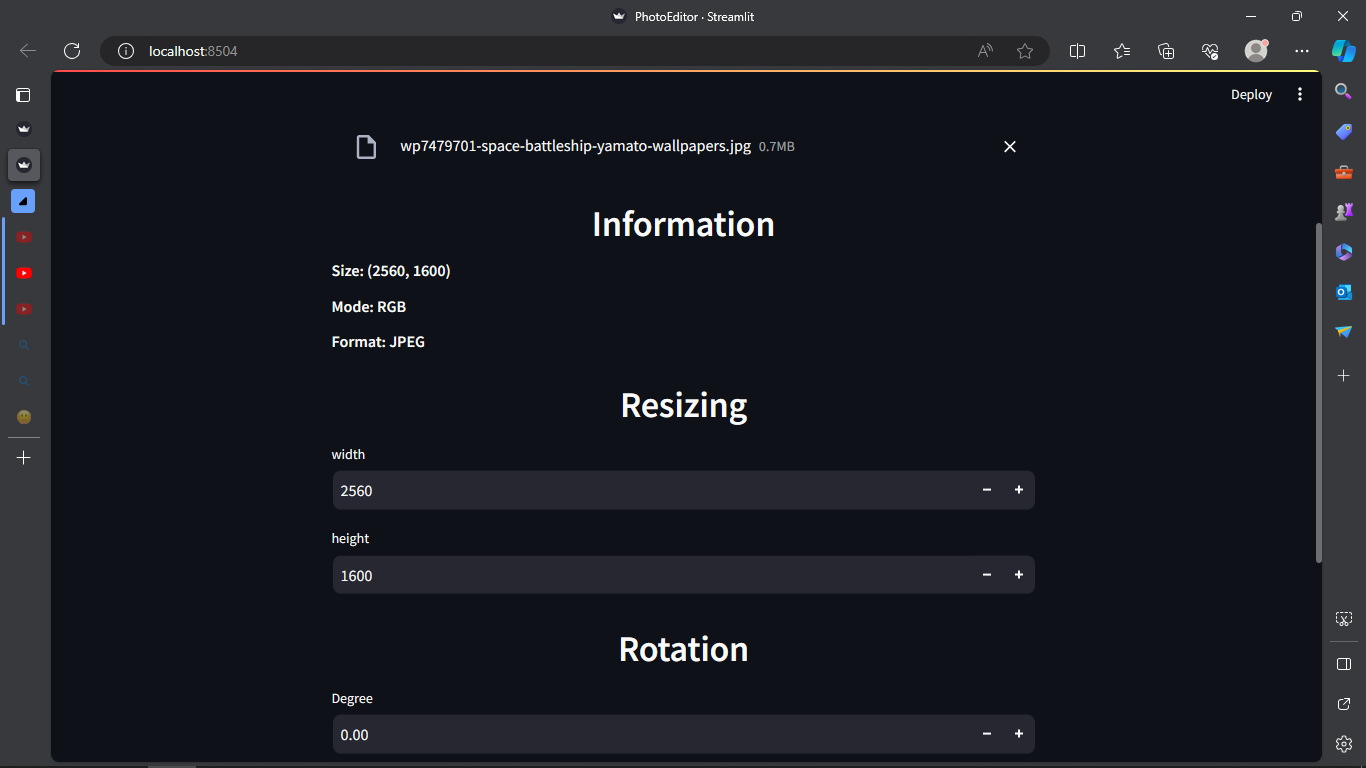 PhotoEditor · Streamlit
localhost:8504
Deploy
wp7479701-space-battleship-yamato-wallpapers.jpg 0.7MB
Information
Size: (2560, 1600)
Mode: RGB
Format: JPEG
Resizing
width
2560
height
1600
Rotation
Degree
0.00